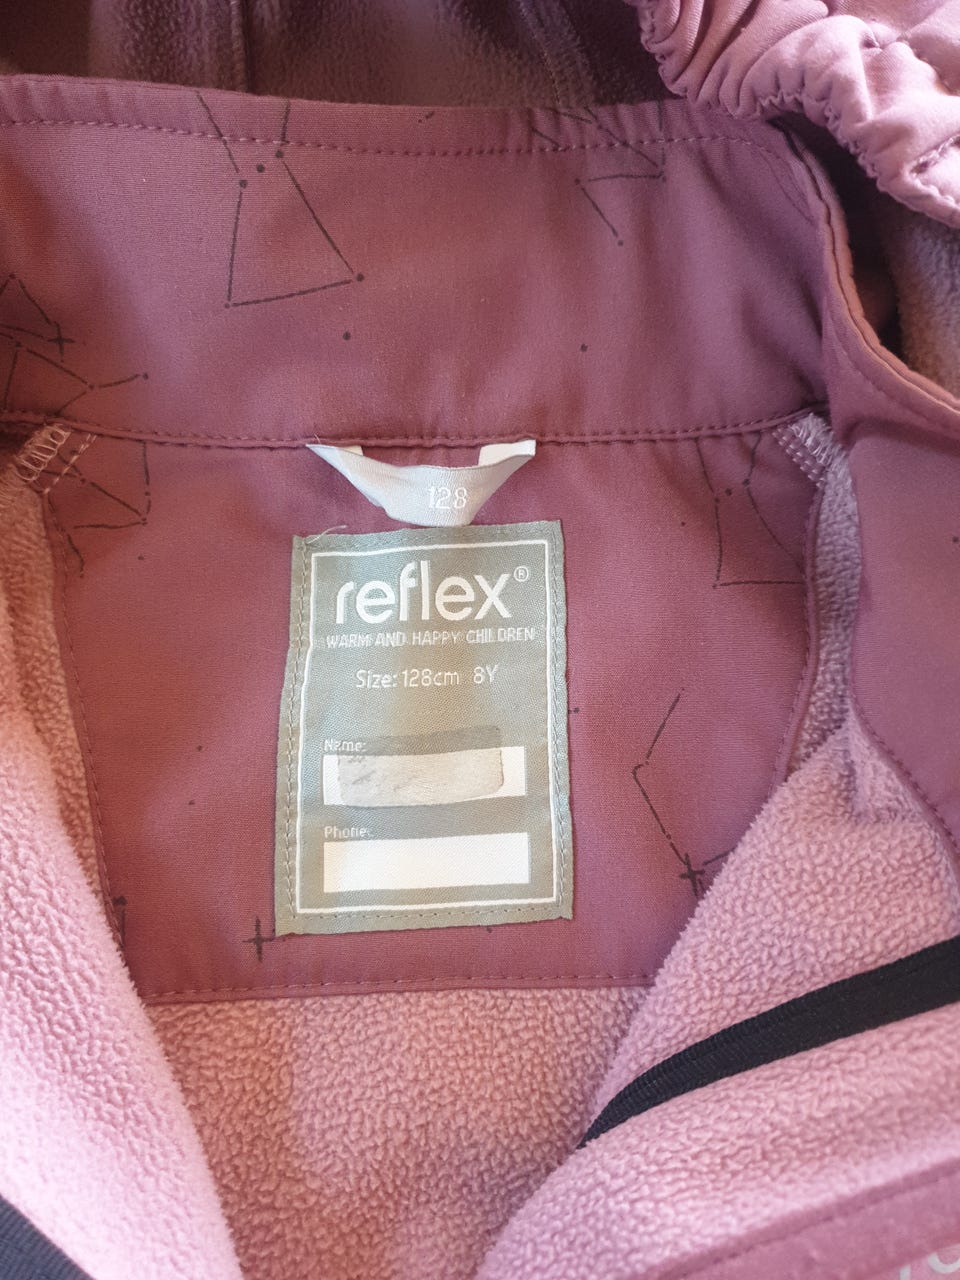 128
reflex®
WARM AND HAPPY CHILDREN
Size: 128cm 8Y
Name:
Phone: